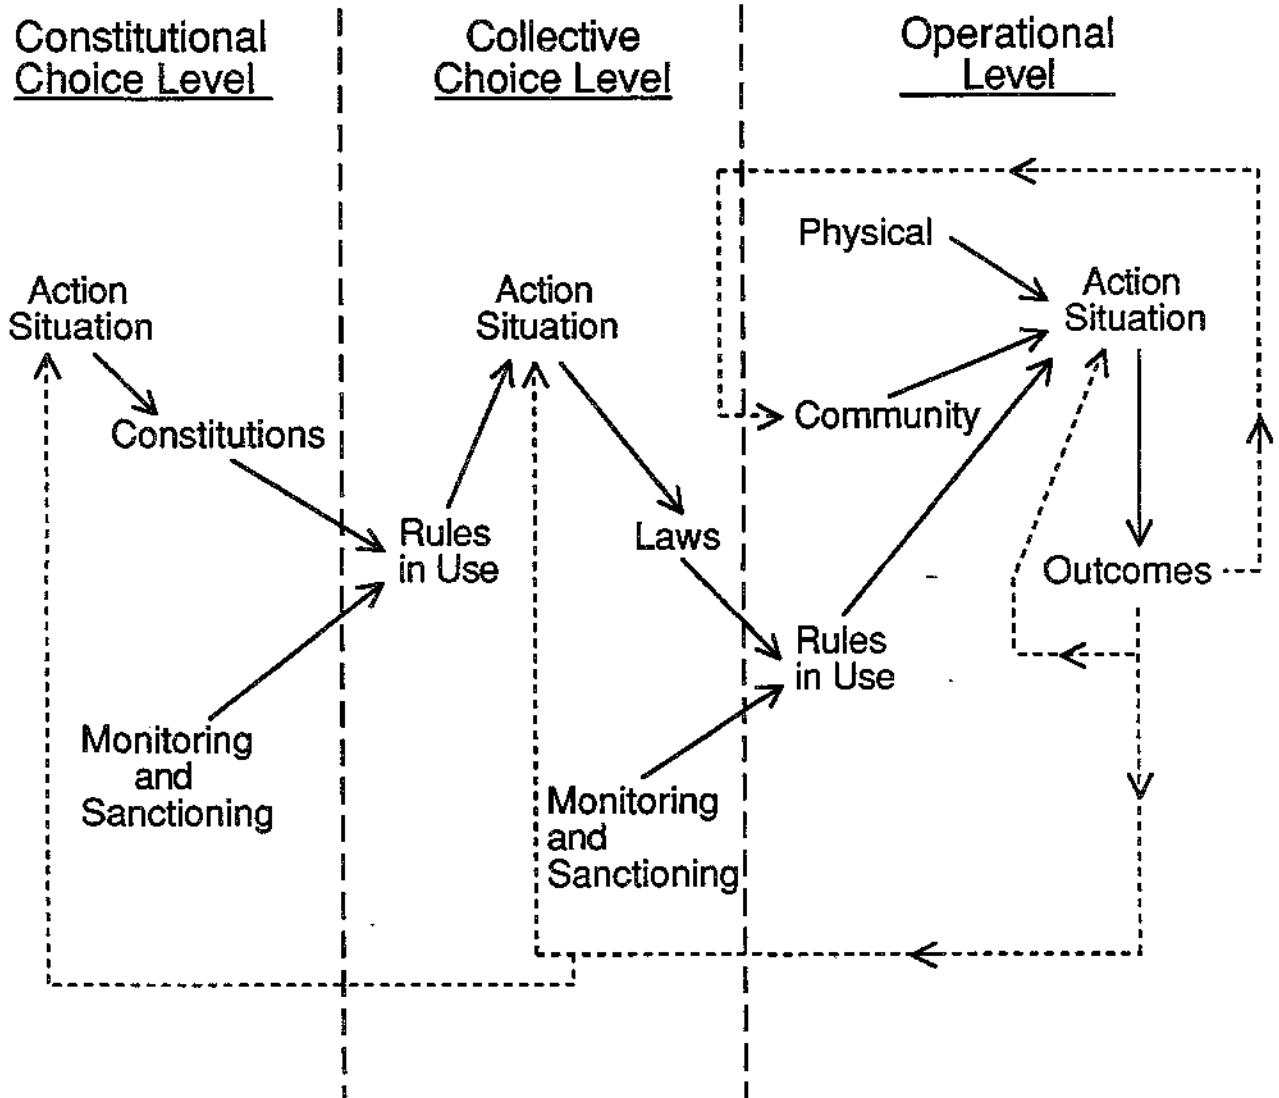 Constitutional
Choice Level
Collective
Choice Level
Operational
Level
Action
Situation
Constitutions
Monitoring
and
Sanctioning
Action
Situation
Rules
in Use
Laws
Monitoring
and
Sanctioning
Physical
Action
Situation
Community
Outcomes
Rules
in Use